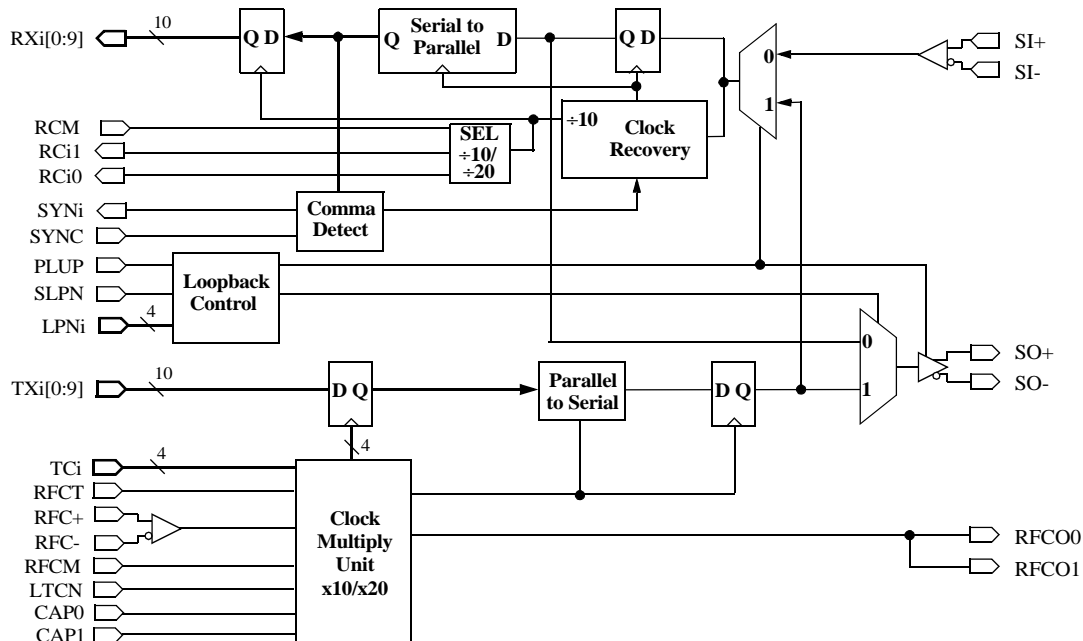 RXi[0:9]
10
Q D
Serial to
Parallel
Q
D
Q D
0
1
SI+
SI-
RCM
RCi1
RCi0
SEL
÷10/
÷20
÷10
Clock
Recovery
SYNi
SYNC
Comma
Detect
PLUP
SLPN
LPNi
4
Loopback
Control
0
1
SO+
SO-
TXi[0:9]
10
D Q
Parallel
to Serial
D Q
4
TCi
4
RFCT
RFC+
RFC-
RFCM
LTCN
CAP0
CAP1
Clock
Multiply
Unit
x10/x20
RFCO0
RFCO1